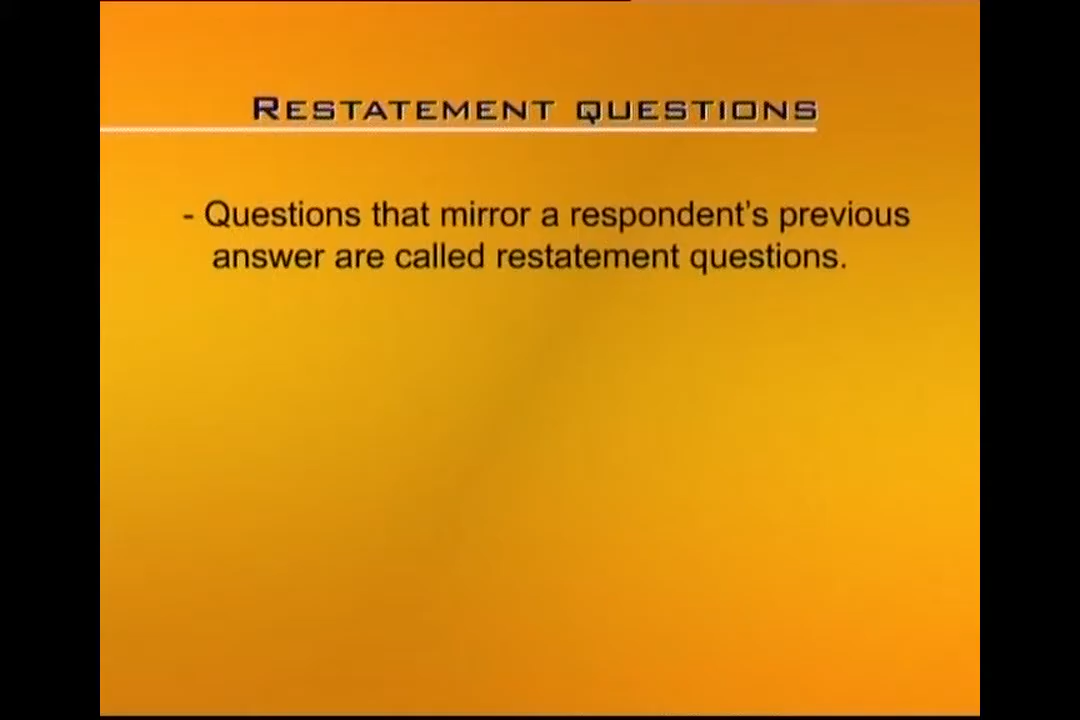 RESTATEMENT QUESTIONS
- Questions that mirror a respondent's previous
answer are called restatement questions.